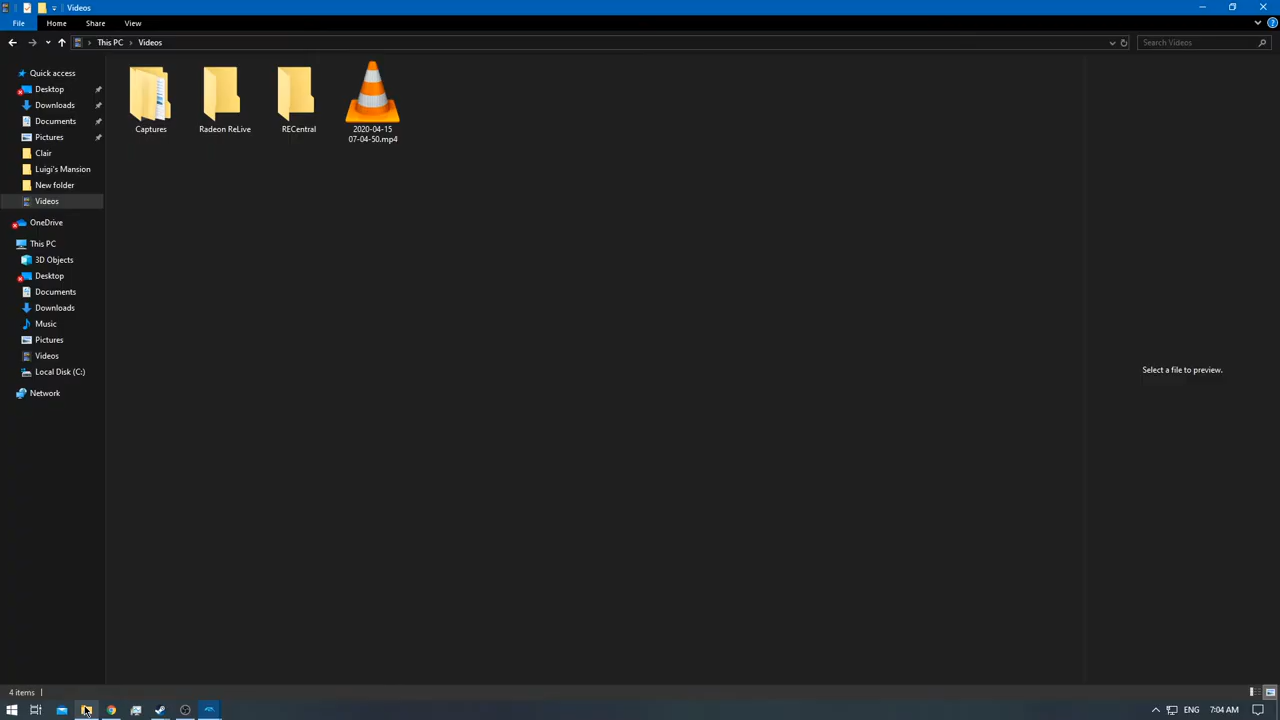 Videos
File Home Share View
This PC Videos
Search Videos
Quick access
Desktop
Downloads
Documents
Pictures
Clair
Luigi's Mansion
New folder
Videos
OneDrive
This PC
3D Objects
Desktop
Documents
Downloads
Music
Pictures
Videos
Local Disk (C:)
Network
Captures
Radeon ReLive
RECentral
2020-04-15
07-04-50.mp4
Select a file to preview.
4 items
ENG 7:04 AM